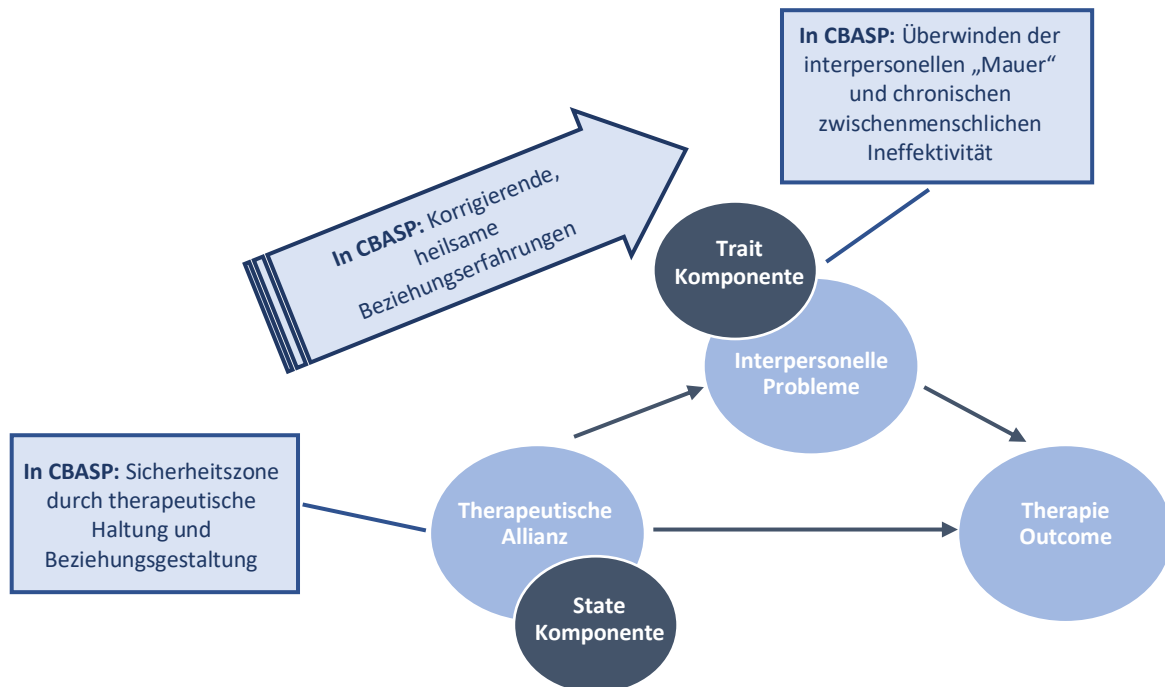 In CBASP: Überwinden der
interpersonellen „Mauer“
und chronischen
zwischenmenschlichen
Ineffektivität
In CBASP: Korrigierende,
heilsame
Beziehungserfahrungen
Trait
Komponente
Interpersonelle
Probleme
In CBASP: Sicherheitszone
durch therapeutische
Haltung und
Beziehungsgestaltung
Therapeutische
Allianz
State
Komponente
Therapie
Outcome